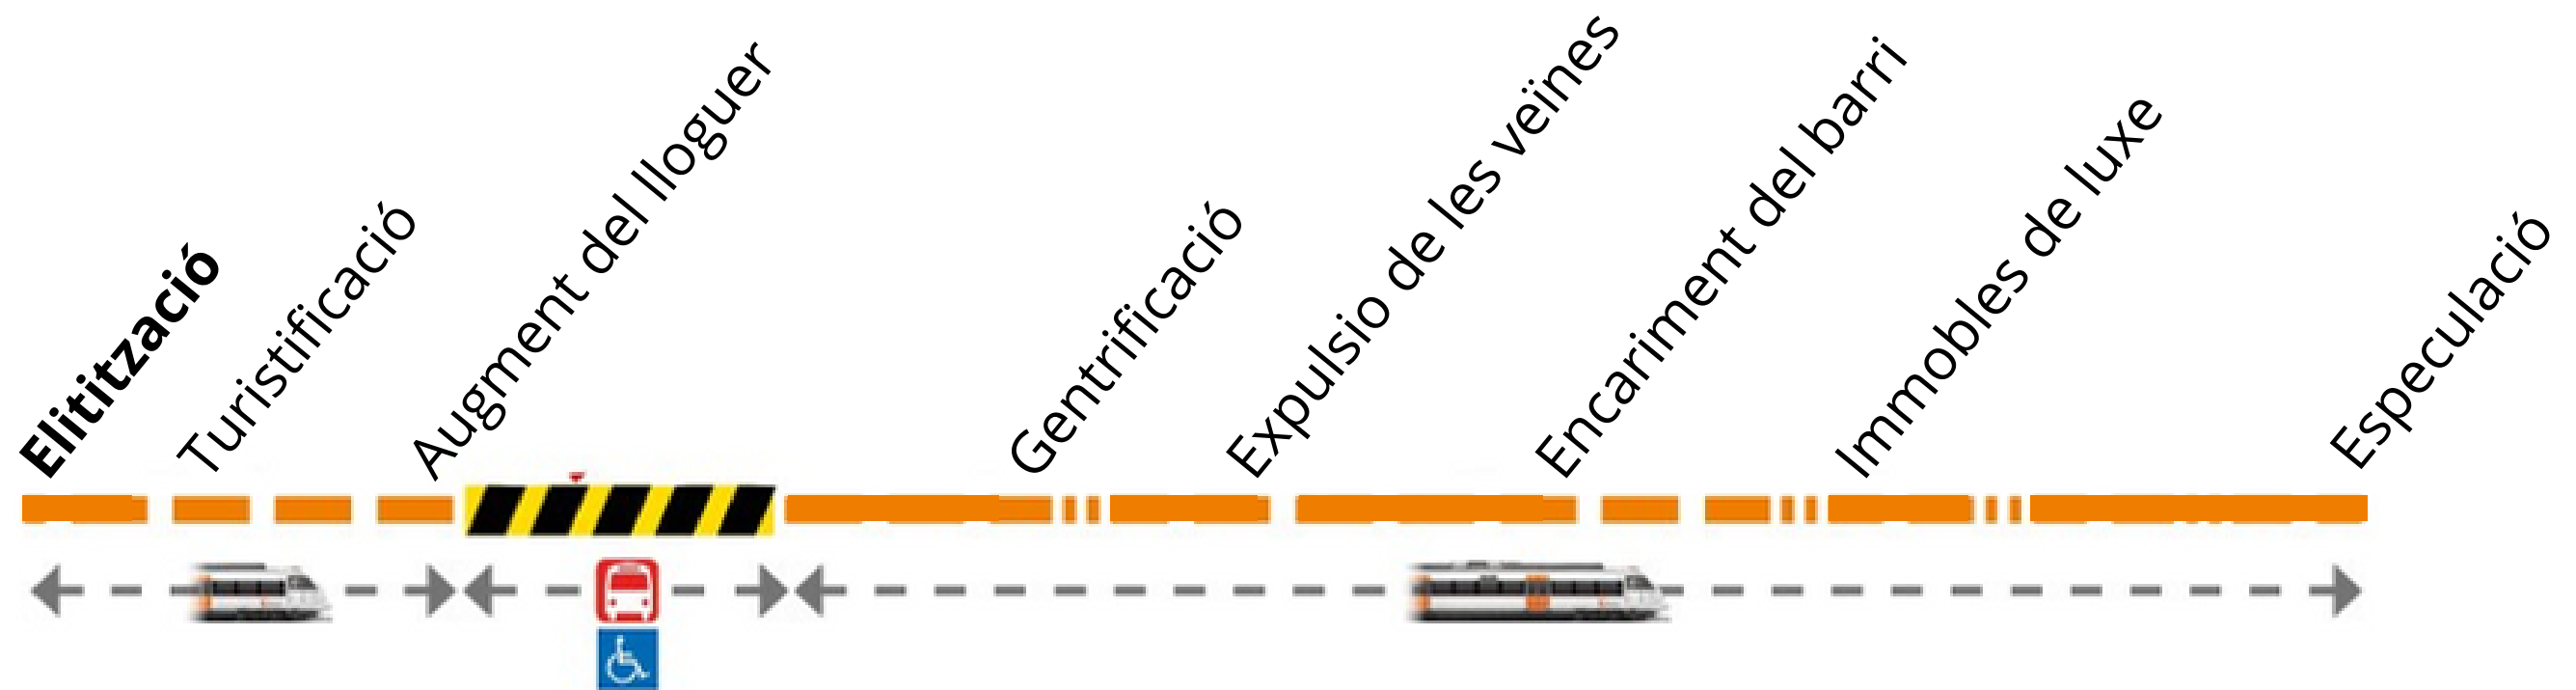 Elitització
Turistificació
Augment del lloguer
Gentrificació
Expulsio de les veïnes
Encariment del barri
Immobles de luxe
Especulació